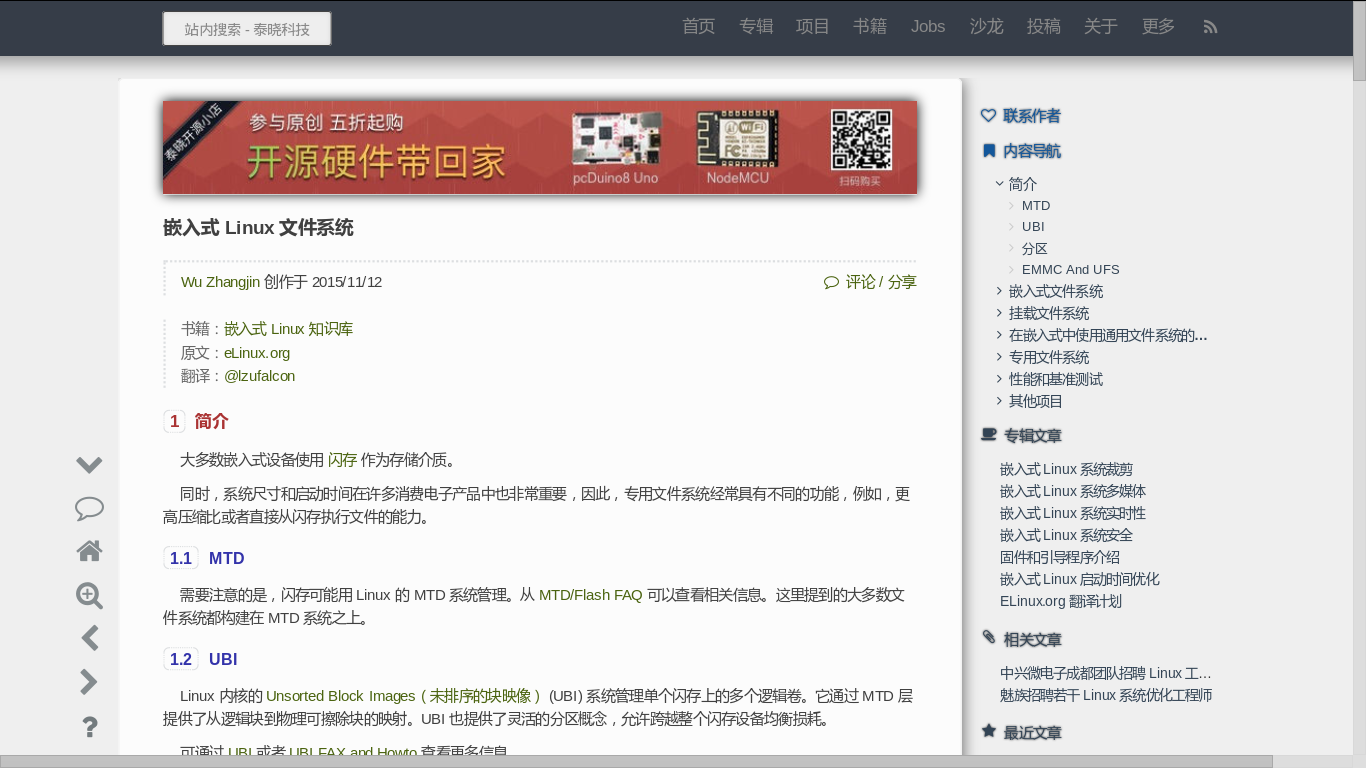 站内搜索 - 泰晓科技
首页 专辑 项目 书籍 Jobs 沙龙 投稿 关于 更多
泰晓开源小店
参与原创 五折起购
开源硬件带回家
pcDuino8 Uno
NodeMCU
扫码购买
嵌入式 Linux 文件系统
Wu Zhangjin 创作于 2015/11/12
评论 / 分享
书籍：嵌入式 Linux 知识库
原文：eLinux.org
翻译：@lzufalcon
1 简介
大多数嵌入式设备使用 闪存 作为存储介质。
同时，系统尺寸和启动时间在许多消费电子产品中也非常重要，因此，专用文件系统经常具有不同的功能，例如，更
高压缩比或者直接从闪存执行文件的能力。
1.1 MTD
需要注意的是，闪存可能用 Linux 的 MTD 系统管理。从 MTD/Flash FAQ 可以查看相关信息。这里提到的大多数文
件系统都构建在 MTD 系统之上。
1.2 UBI
Linux 内核的 Unsorted Block Images（未排序的块映像） (UBI) 系统管理单个闪存上的多个逻辑卷。它通过 MTD 层
提供了从逻辑块到物理可擦除块的映射。UBI 也提供了灵活的分区概念，允许跨越整个闪存设备均衡损耗。
可通过 UBI 或者 UBI FAX and Howto 查看更多信息
联系作者
内容导航
简介
MTD
UBI
分区
EMMC And UFS
嵌入式文件系统
挂载文件系统
在嵌入式中使用通用文件系统的...
专用文件系统
性能和基准测试
其他项目
专辑文章
嵌入式 Linux 系统裁剪
嵌入式 Linux 系统多媒体
嵌入式 Linux 系统实时性
嵌入式 Linux 系统安全
固件和引导程序介绍
嵌入式 Linux 启动时间优化
ELinux.org 翻译计划
相关文章
中兴微电子成都团队招聘 Linux 工...
魅族招聘若干 Linux 系统优化工程师
最近文章